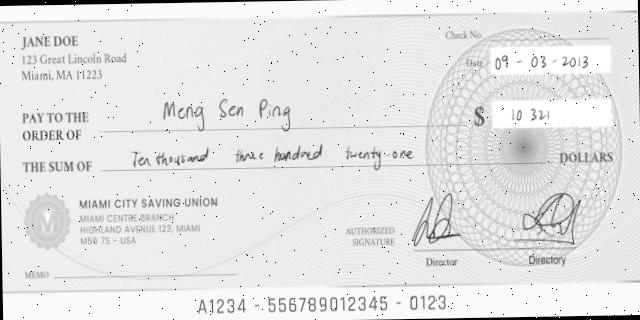 JANE DOE
123 Great Lincoln Road
Miami, MA 11223
Check No.
Date 09 - 03 - 2013
PAY TO THE ORDER OF Meng Sen Ping $ 10 321
THE SUM OF Ten thousand three hundred twenty one DOLLARS
MIAMI CITY SAVING UNION
MIAMI CENTRE BRANCH
HIGHLAND AVENUE 123, MIAMI
M56 7S - USA
AUTHORIZED SIGNATURE
Director
Directory
MEMO
A1234 - 556789012345 - 0123